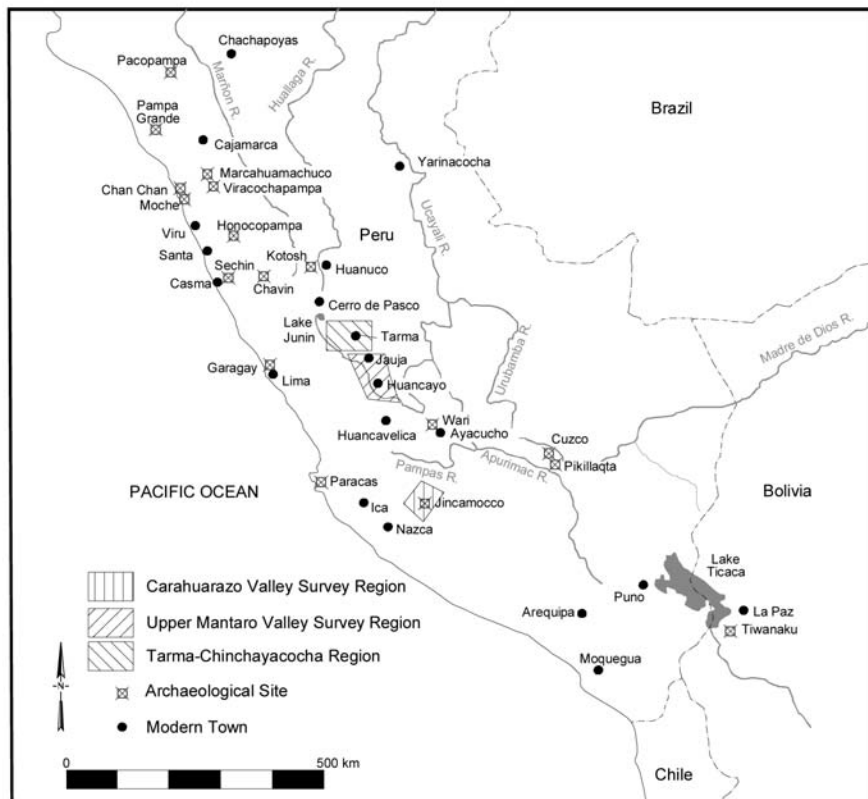 Chachapoyas
Pacopampa
Marñon R.
Huallaga R.
Brazil
Pampa
Grande
Cajamarca
Yarinacocha
Marcahuamachuco
Chan Chan
Viracochapampa
Moche
Ucayali R.
Viru
Honocopampa
Peru
Santa
Kotosh
Sechin
Huanuco
Casma
Chavin
Cerro de Pasco
Lake
Junin
Tarma
Urubamba R.
Madre de Dios R.
Jauja
Garagay
Lima
Huancayo
Wari
Huancavelica
Ayacucho
Cuzco
Pikillaqta
Pampas R.
Apurimac R.
PACIFIC OCEAN
Paracas
Bolivia
Ica
Jincamocco
Nazca
Lake
Ticaca
Carahuarazo Valley Survey Region
Puno
La Paz
Upper Mantaro Valley Survey Region
Arequipa
Tiwanaku
Tarma-Chinchayacocha Region
Moquegua
N
Archaeological Site
Modern Town
0
500 km
Chile